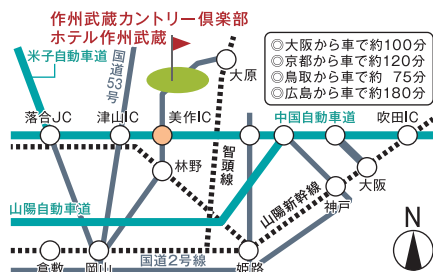 作州武蔵カントリー倶楽部
ホテル作州武蔵
米子自動車道
国道53号
大原
◎大阪から車で約100分
◎京都から車で約120分
◎鳥取から車で約 75分
◎広島から車で約180分
落合JC
津山IC
美作IC
中国自動車道
吹田IC
林野
智頭線
山陽新幹線
大阪
神戸
山陽自動車道
倉敷
岡山
国道2号線
姫路
N